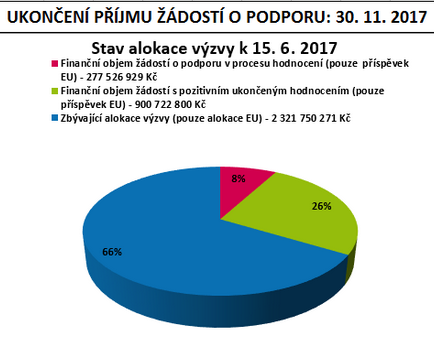 UKONČENÍ PŘÍJMU ŽÁDOSTÍ O PODPORU: 30. 11. 2017
Stav alokace výzvy k 15. 6. 2017
Finanční objem žádostí o podporu v procesu hodnocení (pouze příspěvek
EU) - 277 526 929 Kč
Finanční objem žádostí s pozitivním ukončeným hodnocením (pouze
příspěvek EU) - 900 722 800 Kč
Zbývající alokace výzvy (pouze alokace EU) - 2 321 750 271 Kč
8%
26%
66%